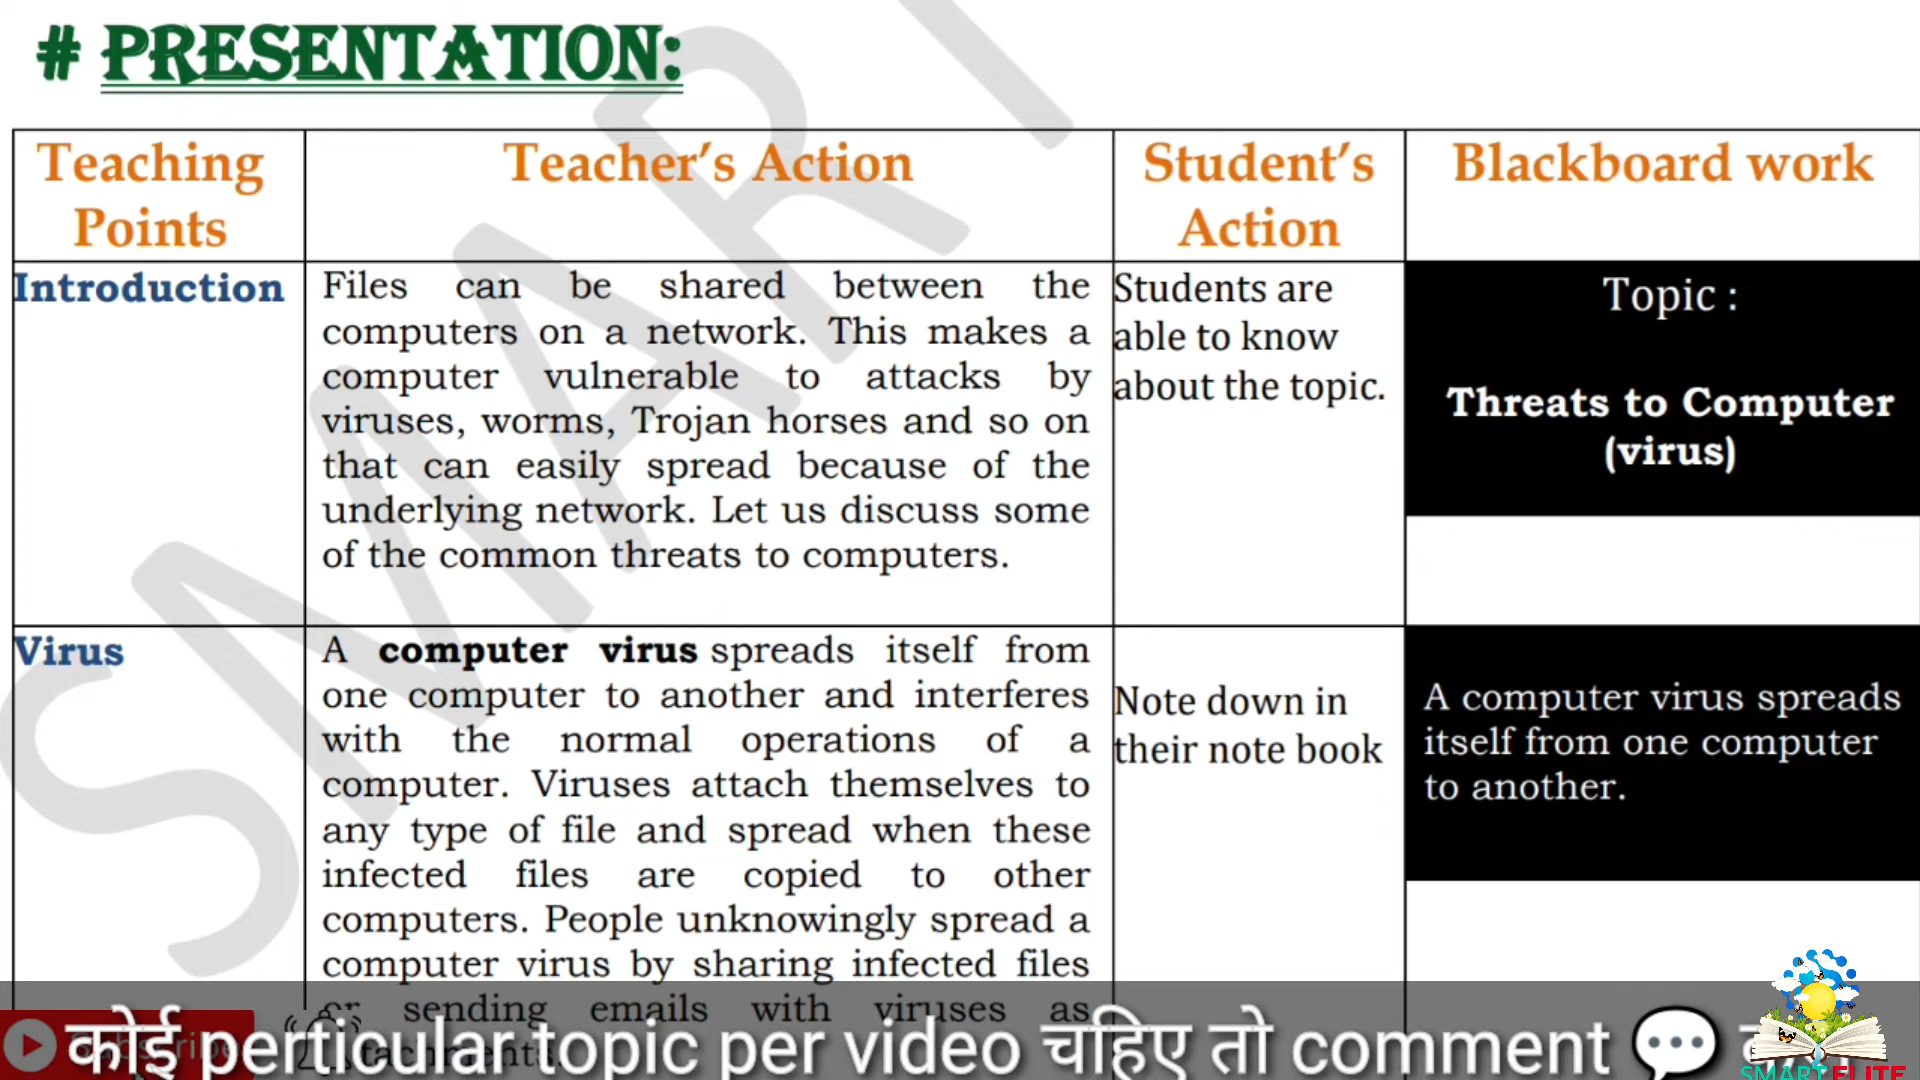 # PRESENTATION:
Teaching Points
Teacher's Action
Student's Action
Blackboard work
Introduction
Files can be shared between the
computers on a network. This makes a
computer vulnerable to attacks by
viruses, worms, Trojan horses and so on
that can easily spread because of the
underlying network. Let us discuss some
of the common threats to computers.
Students are
able to know
about the topic.
Topic :
Threats to Computer
(virus)
Virus
A computer virus spreads itself from
one computer to another and interferes
with the normal operations of a
computer. Viruses attach themselves to
any type of file and spread when these
infected files are copied to other
computers. People unknowingly spread a
computer virus by sharing infected files
or sending emails with viruses as
Note down in
their note book
A computer virus spreads
itself from one computer
to another.
कोई perticular topic per video चहिए तो comment
SMART ELITE
SMART